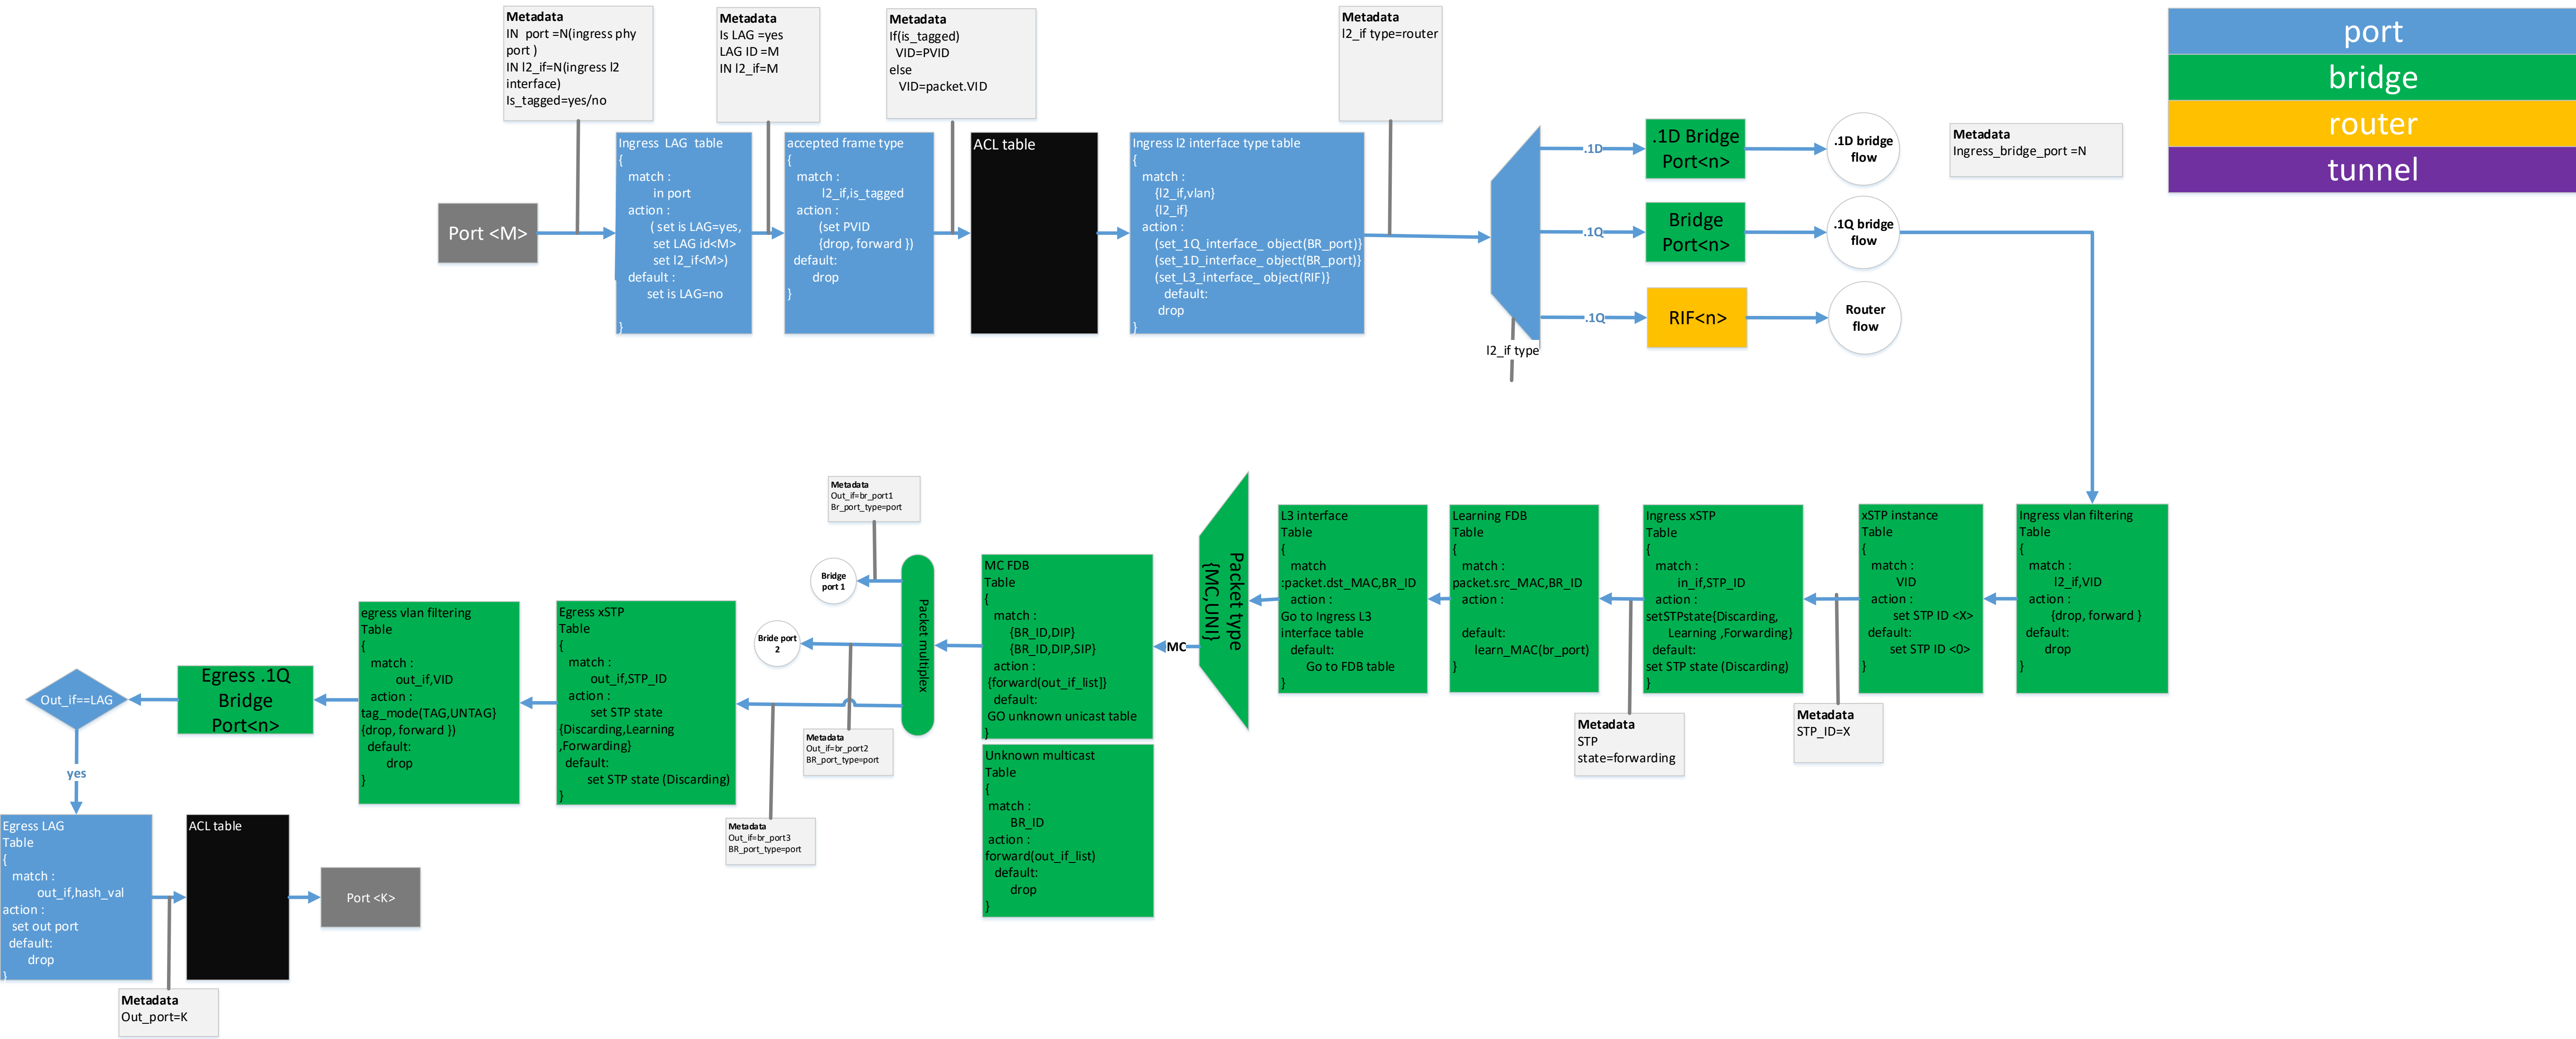 Metadata
IN port =N(ingress phy
port )
IN l2_if=N(ingress l2
interface)
Is_tagged=yes/no
Metadata
Is LAG =yes
LAG ID =M
IN l2_if=M
Metadata
If(is_tagged)
VID=PVID
else
VID=packet.VID
Metadata
l2_if type=router
port
bridge
router
tunnel
Port <M>
Ingress LAG table
{
match :
in port
action :
( set is LAG=yes,
set LAG id<M>
set l2_if<M>)
default :
set is LAG=no
}
accepted frame type
{
match :
l2_if,is_tagged
action :
(set PVID
{drop, forward })
default:
drop
}
ACL table
Ingress l2 interface type table
{
match :
{l2_if,vlan}
{l2_if}
action :
(set_1Q_interface_ object(BR_port)}
(set_1D_interface_ object(BR_port)}
(set_L3_interface_ object(RIF)}
default:
drop
}
l2_if type
.1D
.1D Bridge
Port<n>
.1D bridge
flow
.1Q
Bridge
Port<n>
.1Q bridge
flow
.1Q
RIF<n>
Router
flow
Metadata
Ingress_bridge_port =N
Ingress vlan filtering
Table
{
match :
l2_if,VID
action :
{drop, forward }
default:
drop
}
xSTP instance
Table
{
match :
VID
action :
set STP ID <X>
default:
set STP ID <0>
}
Metadata
STP_ID=X
Ingress xSTP
Table
{
match :
in_if,STP_ID
action :
setSTPstate{Discarding,
Learning ,Forwarding}
default:
set STP state (Discarding)
}
Metadata
STP
state=forwarding
Learning FDB
Table
{
match :
packet.src_MAC,BR_ID
action :
default:
learn_MAC(br_port)
}
L3 interface
Table
{
match
:packet.dst_MAC,BR_ID
action :
Go to Ingress L3
interface table
default:
Go to FDB table
}
Packet type
{MC,UNI}
MC
MC FDB
Table
{
match :
{BR_ID,DIP}
{BR_ID,DIP,SIP}
action :
{forward(out_if_list]}
default:
GO unknown unicast table
}
Unknown multicast
Table
{
match :
BR_ID
action :
forward(out_if_list)
default:
drop
}
Packet multiplex
Metadata
Out_if=br_port1
Br_port_type=port
Bridge
port 1
Bride port
2
Metadata
Out_if=br_port2
BR_port_type=port
Metadata
Out_if=br_port3
BR_port_type=port
Egress xSTP
Table
{
match :
out_if,STP_ID
action :
set STP state
{Discarding,Learning
,Forwarding}
default:
set STP state (Discarding)
}
egress vlan filtering
Table
{
match :
out_if,VID
action :
tag_mode(TAG,UNTAG}
{drop, forward })
default:
drop
}
Egress .1Q
Bridge
Port<n>
Out_if==LAG
yes
Egress LAG
Table
{
match :
out_if,hash_val
action :
set out port
default:
drop
}
Metadata
Out_port=K
ACL table
Port <K>